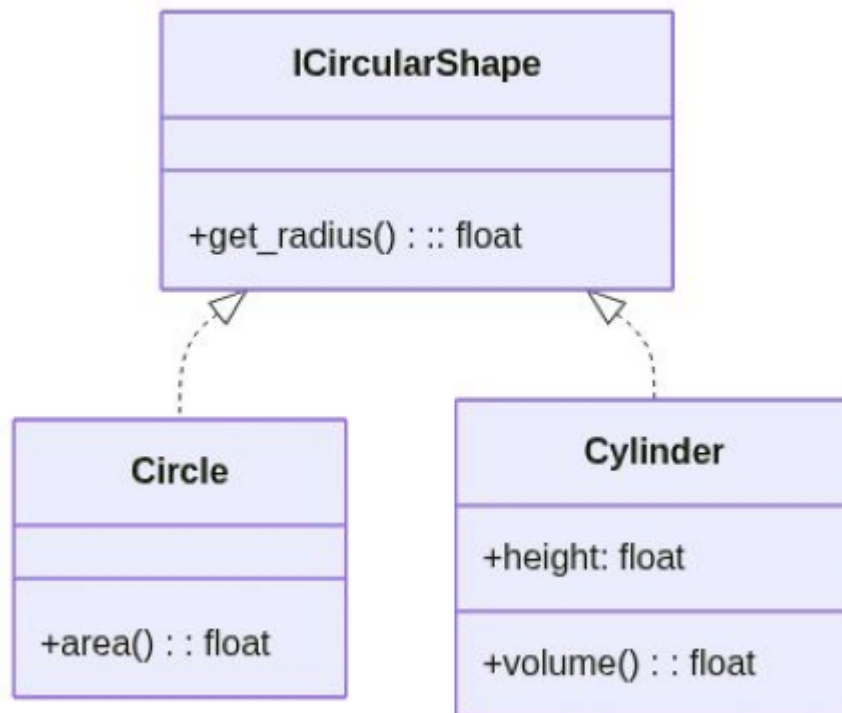 ICircularShape
+get_radius() : :: float
Circle
+area() : : float
Cylinder
+height: float
+volume() : : float